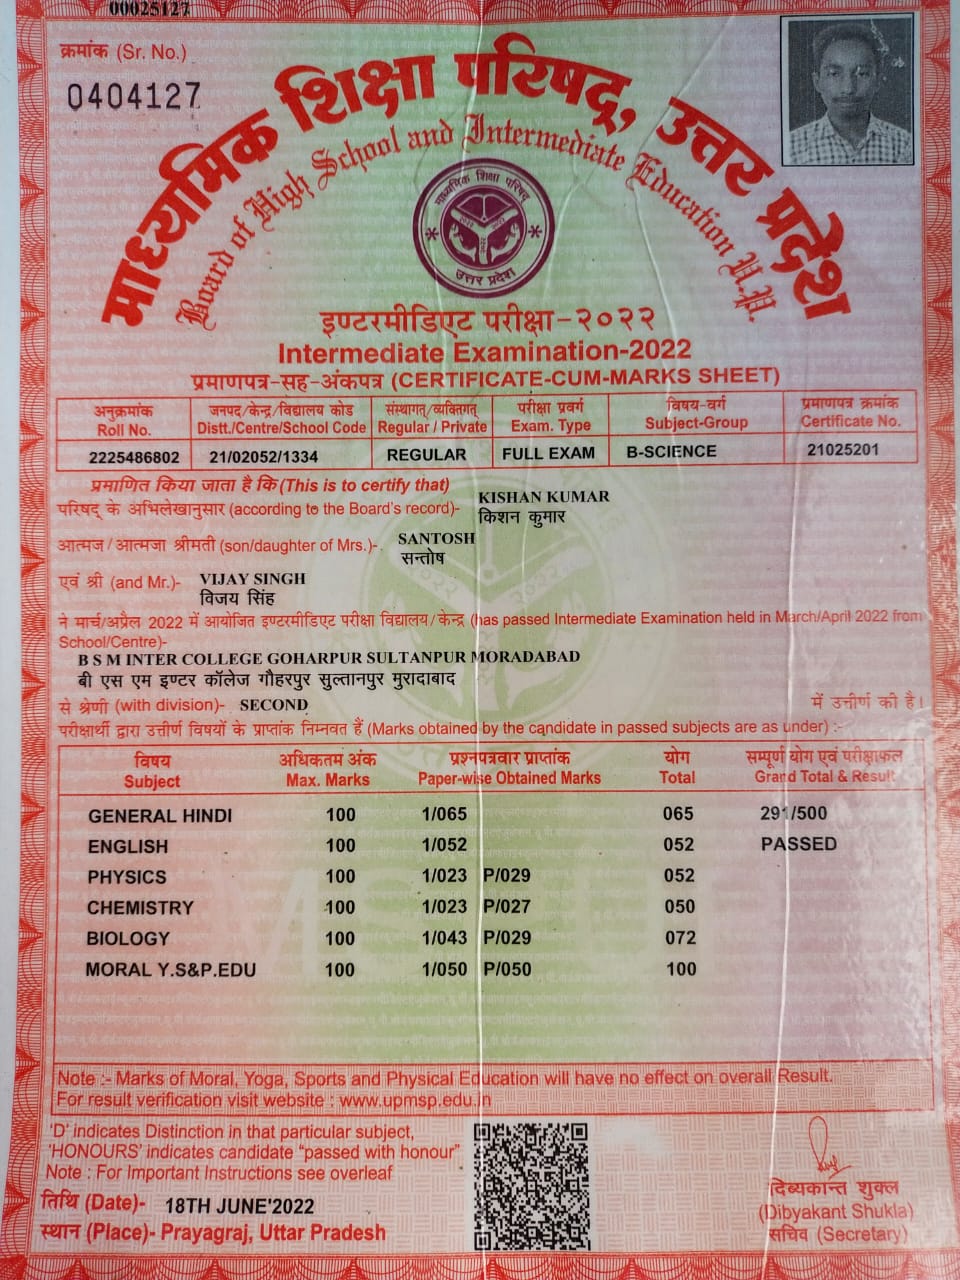 00025127
क्रमांक (Sr. No.)
0404127
माध्यमिक शिक्षा परिषद्, उत्तर प्रदेश
Board of High School and Intermediate Education U.P.
माध्यमिक शिक्षा परिषद्
२०२२ २०२२
२०२२
उत्तर प्रदेश
इण्टरमीडिएट परीक्षा-२०२२
Intermediate Examination-2022
प्रमाणपत्र-सह-अंकपत्र (CERTIFICATE-CUM-MARKS SHEET)
अनुक्रमांक जनपद/केन्द्र/विद्यालय कोड संस्थागत्/व्यक्तिगत् परीक्षा प्रवर्ग विषय-वर्ग प्रमाणपत्र क्रमांक
Roll No. Distt./Centre/School Code Regular / Private Exam. Type Subject-Group Certificate No.
2225486802 21/02052/1334 REGULAR FULL EXAM B-SCIENCE 21025201
प्रमाणित किया जाता है कि (This is to certify that)
KISHAN KUMAR
परिषद् के अभिलेखानुसार (according to the Board's record)- किशन कुमार
SANTOSH
आत्मज/आत्मजा श्रीमती (son/daughter of Mrs.)- सन्तोष
एवं श्री (and Mr.)- VIJAY SINGH
विजय सिंह
ने मार्च/अप्रैल 2022 में आयोजित इण्टरमीडिएट परीक्षा विद्यालय/केन्द्र (has passed Intermediate Examination held in March/April 2022 from
School/Centre)-
B S M INTER COLLEGE GOHARPUR SULTANPUR MORADABAD
बी एस एम इण्टर कॉलेज गौहरपुर सुल्तानपुर मुरादाबाद
से श्रेणी (with division)- SECOND में उत्तीर्ण की है।
परीक्षार्थी द्वारा उत्तीर्ण विषयों के प्राप्तांक निम्नवत हैं (Marks obtained by the candidate in passed subjects are as under) :-
विषय अधिकतम अंक प्रश्नपत्रवार प्राप्तांक योग सम्पूर्ण योग एवं परीक्षाफल
Subject Max. Marks Paper-wise Obtained Marks Total Grand Total & Result
GENERAL HINDI 100 1/065 065 291/500
ENGLISH 100 1/052 052 PASSED
PHYSICS 100 1/023 P/029 052
CHEMISTRY 100 1/023 P/027 050
BIOLOGY 100 1/043 P/029 072
MORAL Y.S&P.EDU 100 1/050 P/050 100
Note :- Marks of Moral, Yoga, Sports and Physical Education will have no effect on overall Result.
For result verification visit website : www.upmsp.edu.in
'D' indicates Distinction in that particular subject,
'HONOURS' indicates candidate "passed with honour"
Note : For Important Instructions see overleaf
तिथि (Date)- 18TH JUNE'2022
स्थान (Place)- Prayagraj, Uttar Pradesh
दिब्यकान्त शुक्ल
(Dibyakant Shukla)
सचिव (Secretary)